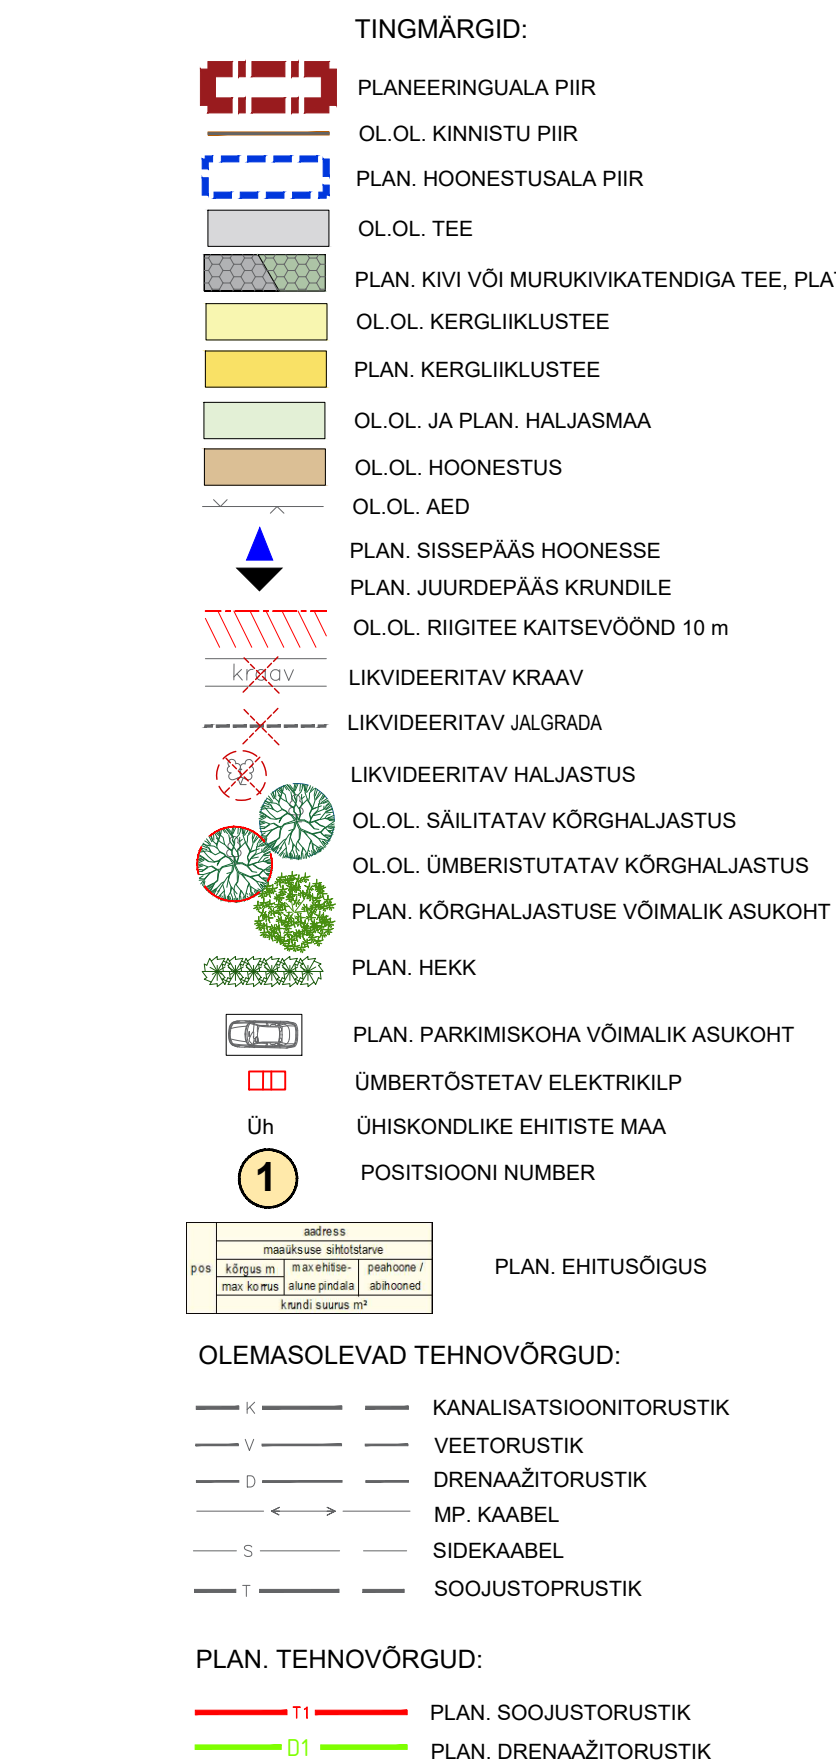 TINGMÄRGID:
PLANEERINGUALA PIIR
OL.OL. KINNISTU PIIR
PLAN. HOONESTUSALA PIIR
OL.OL. TEE
PLAN. KIVI VÕI MURUKIVIKATENDIGA TEE,
OL.OL. KERGLIIKLUSTEE
PLAN. KERGLIIKLUSTEE
OL.OL. JA PLAN. HALJASMAA
OL.OL. HOONESTUS
OL.OL. AED
PLAN. SISSEPÄÄS HOONESSE
PLAN. JUURDEPÄÄS KRUNDILE
OL.OL. RIIGITEE KAITSEVÖÖND 10 m
kraav LIKVIDEERITAV KRAAV
LIKVIDEERITAV JALGRADA
LIKVIDEERITAV HALJASTUS
OL.OL. SÄILITATAV KÕRGHALJASTUS
OL.OL. ÜMBERISTUTATAV KÕRGHALJASTUS
PLAN. KÕRGHALJASTUSE VÕIMALIK ASUKOHT
PLAN. HEKK
PLAN. PARKIMISKOHA VÕIMALIK ASUKOHT
ÜMBERTÕSTETAV ELEKTRIKILP
Üh ÜHISKONDLIKE EHITISTE MAA
1 POSITSIOONI NUMBER
aadress
maaüksuse sihtotstarve
pos kõrgus m max ehitise- peahoone /
max korrus alune pindala abihooned
krundi suurus m²
PLAN. EHITUSÕIGUS
OLEMASOLEVAD TEHNOVÕRGUD:
K KANALISATSIOONITORUSTIK
V VEETORUSTIK
D DRENAAŽITORUSTIK
MP. KAABEL
S SIDEKAABEL
T SOOJUSTOPRUSTIK
PLAN. TEHNOVÕRGUD:
T1 PLAN. SOOJUSTORUSTIK
D1 PLAN. DRENAAŽITORUSTIK